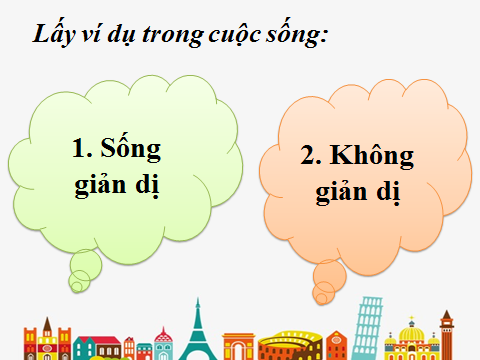 Lấy ví dụ trong cuộc sống:
1. Sống
giản dị
2. Không
giản dị